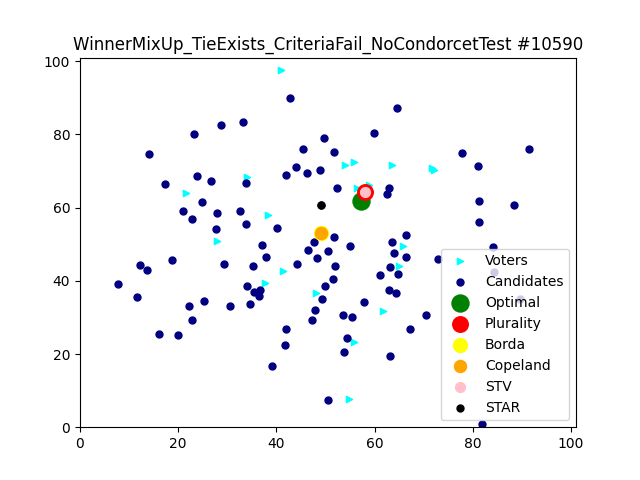 WinnerMixUp_TieExists_CriteriaFail_NoCondorcetTest #10590
100
80
60
40
20
0
0 20 40 60 80 100
Voters
Candidates
Optimal
Plurality
Borda
Copeland
STV
STAR